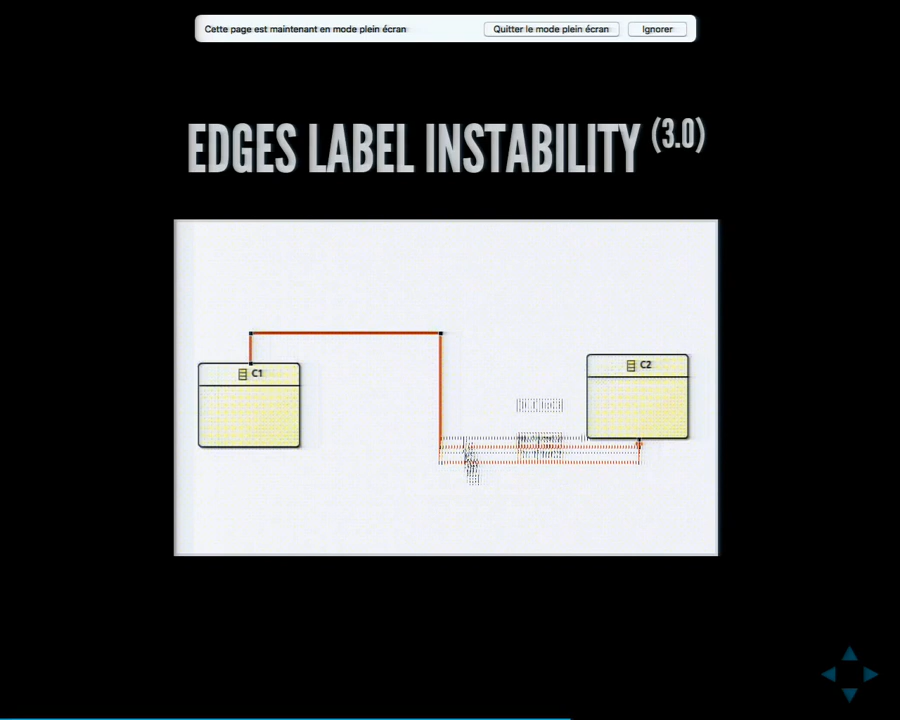 Cette page est maintenant en mode plein écran Quitter le mode plein écran Ignorer
EDGES LABEL INSTABILITY (3.0)
C1
C2